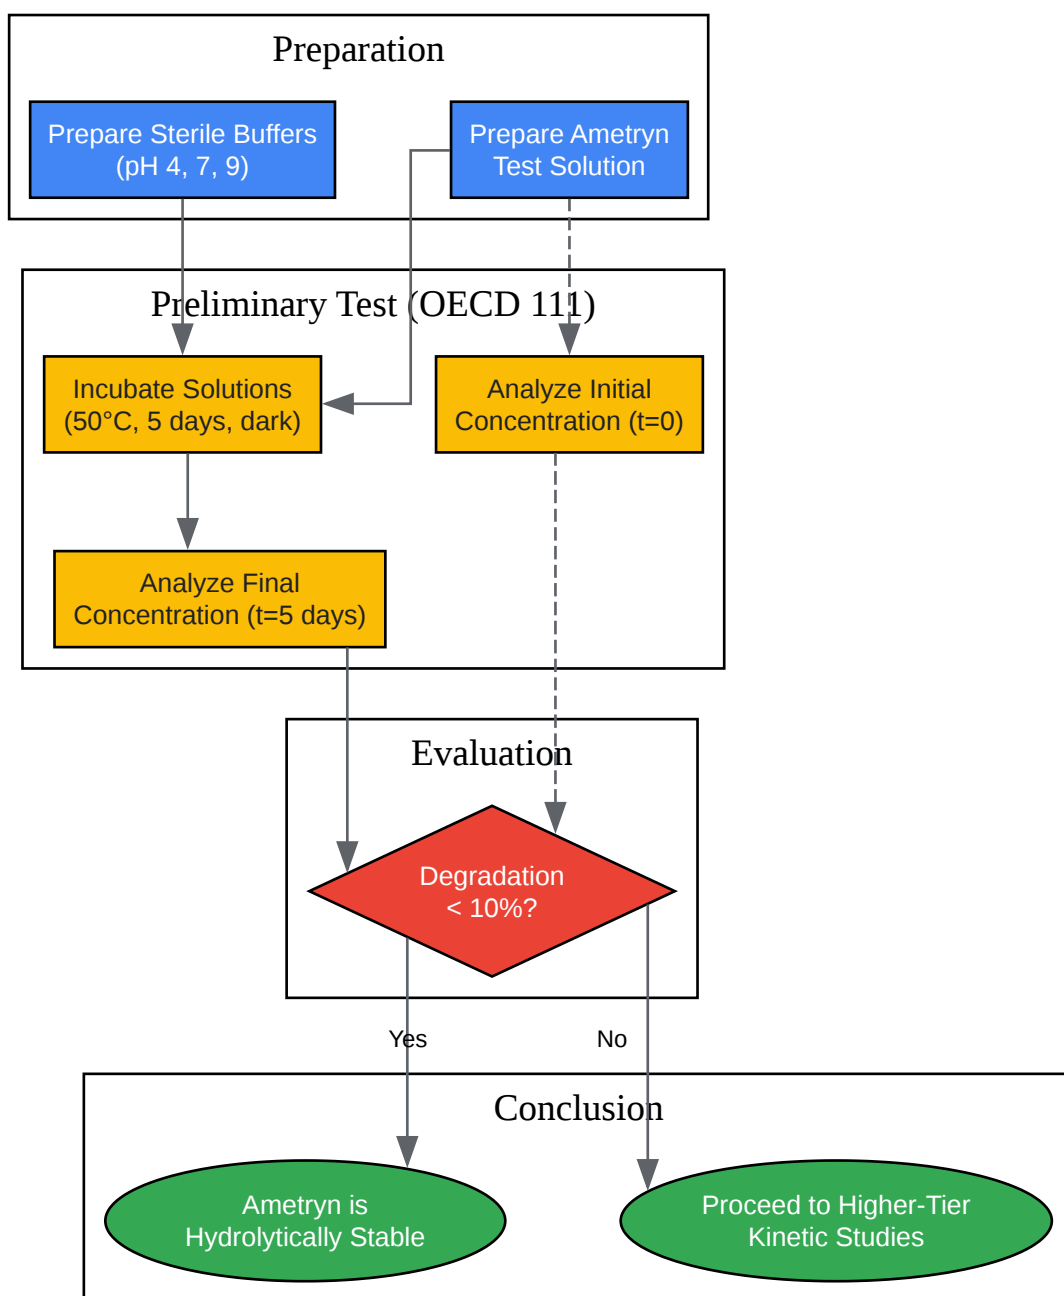 Preparation
Prepare Sterile Buffers
(pH 4, 7, 9)
Prepare Ametryn
Test Solution
Preliminary Test (OECD 111)
Incubate Solutions
(50°C, 5 days, dark)
Analyze Initial
Concentration (t=0)
Analyze Final
Concentration (t=5 days)
Evaluation
Degradation
< 10%?
Yes
No
Conclusion
Ametryn is
Hydrolytically Stable
Proceed to Higher-Tier
Kinetic Studies